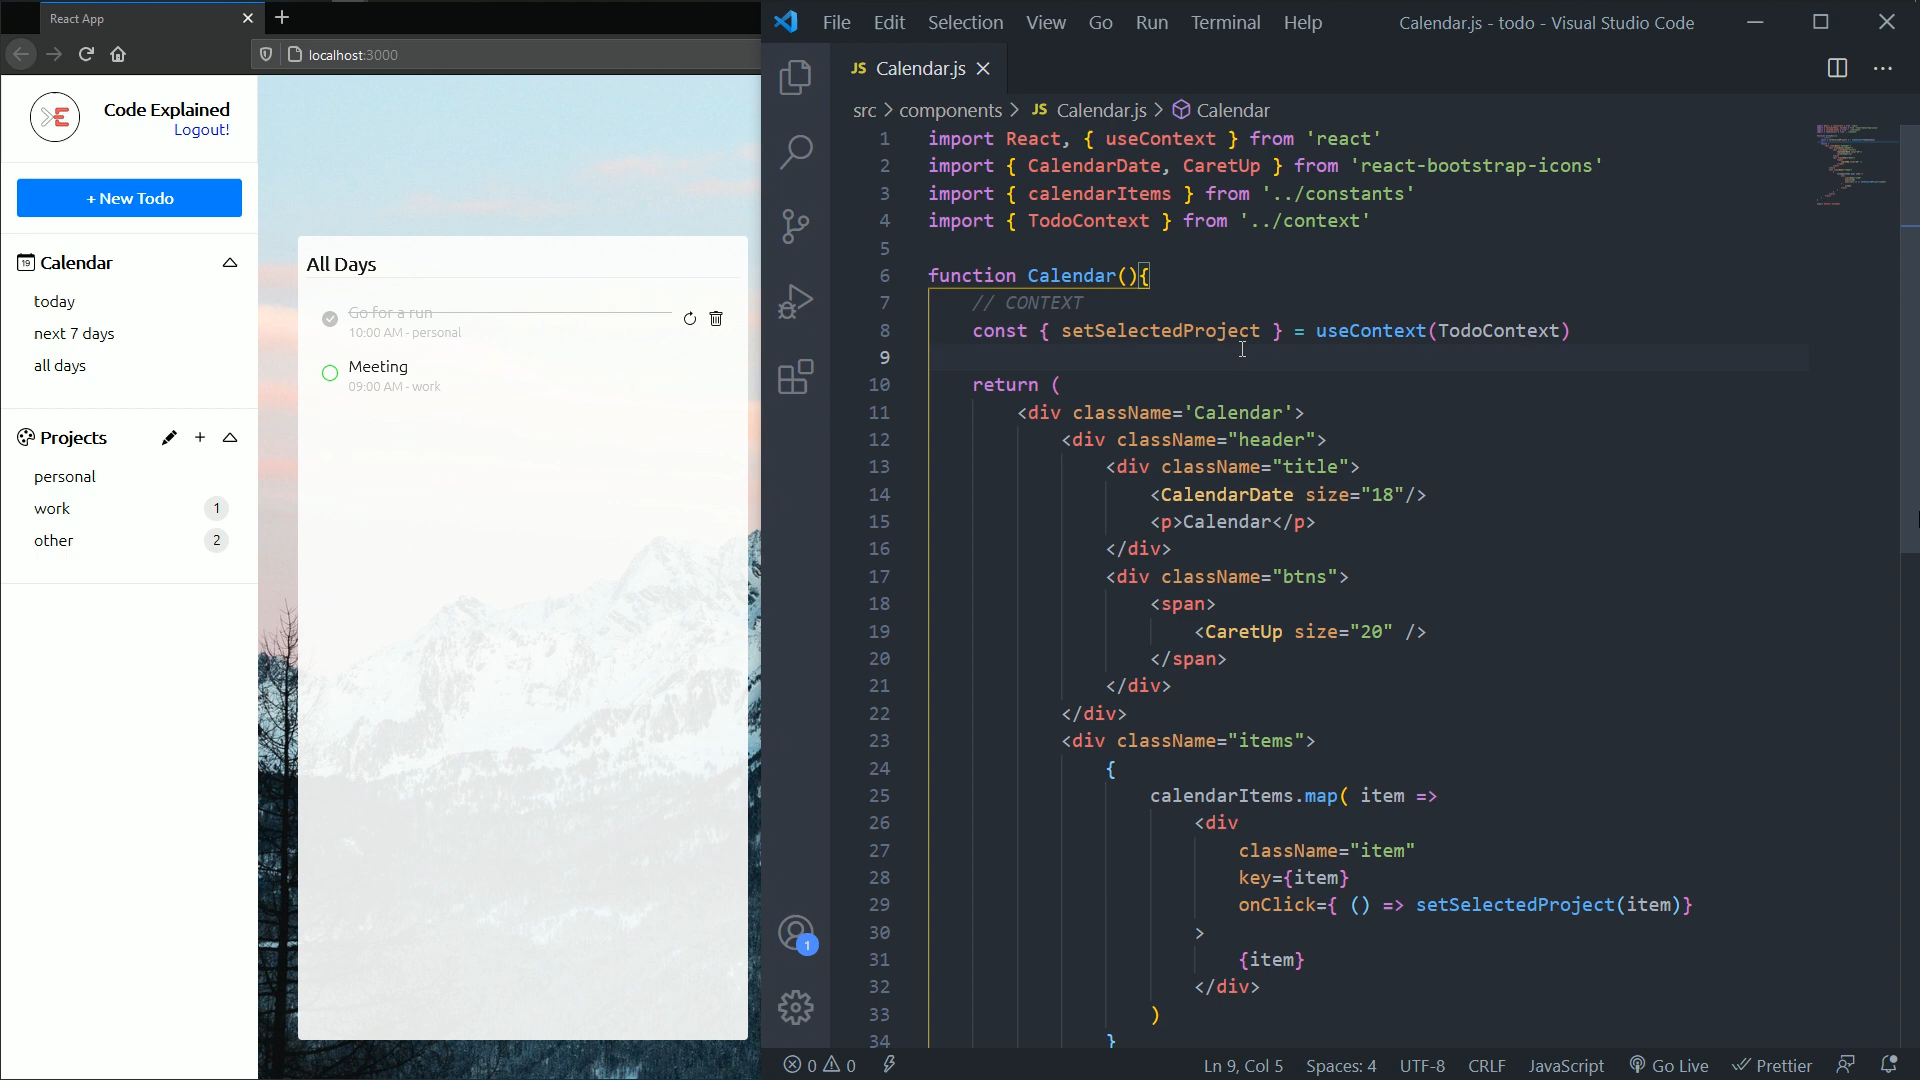 React App
localhost:3000
Code Explained
Logout!
+ New Todo
19 Calendar
today
next 7 days
all days
Projects
personal
work 1
other 2
All Days
Go for a run
10:00 AM - personal
Meeting
09:00 AM - work
File Edit Selection View Go Run Terminal Help
Calendar.js - todo - Visual Studio Code
JS Calendar.js
src > components > JS Calendar.js > Calendar
1 import React, { useContext } from 'react'
2 import { CalendarDate, CaretUp } from 'react-bootstrap-icons'
3 import { calendarItems } from '../constants'
4 import { TodoContext } from '../context'
5
6 function Calendar(){
7 // CONTEXT
8 const { setSelectedProject } = useContext(TodoContext)
9
10 return (
11 <div className='Calendar'>
12 <div className="header">
13 <div className="title">
14 <CalendarDate size="18"/>
15 <p>Calendar</p>
16 </div>
17 <div className="btns">
18 <span>
19 <CaretUp size="20" />
20 </span>
21 </div>
22 </div>
23 <div className="items">
24 {
25 calendarItems.map( item =>
26 <div
27 className="item"
28 key={item}
29 onClick={ () => setSelectedProject(item)}
30 >
31 {item}
32 </div>
33 )
34 }
1
0 0 Ln 9, Col 5 Spaces: 4 UTF-8 CRLF JavaScript Go Live Prettier